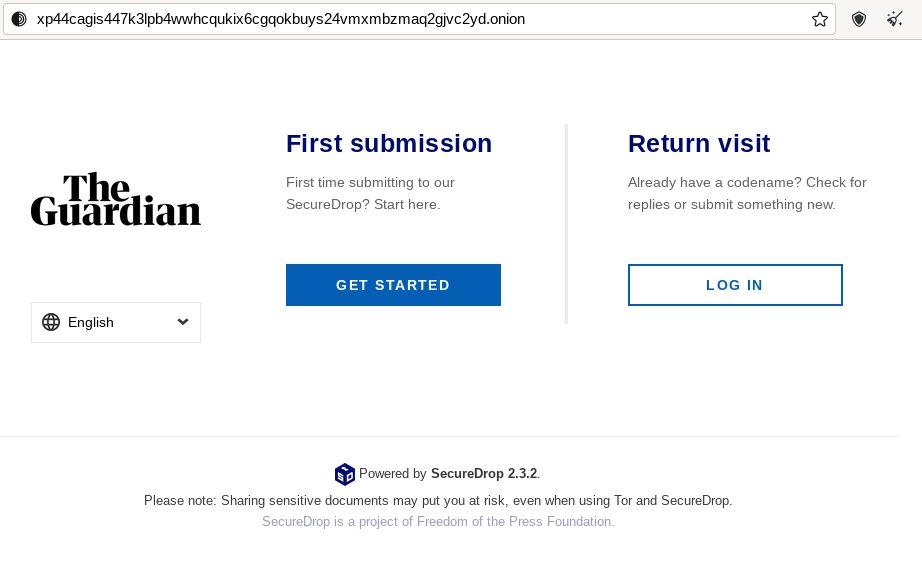 xp44cagis447k3lpb4wwhcqukix6cgqokbuys24vmxmbzmaq2gjvc2yd.onion
The
Guardian
English
First submission
First time submitting to our
SecureDrop? Start here.
GET STARTED
Return visit
Already have a codename? Check for
replies or submit something new.
LOG IN
Powered by SecureDrop 2.3.2.
Please note: Sharing sensitive documents may put you at risk, even when using Tor and SecureDrop.
SecureDrop is a project of Freedom of the Press Foundation.